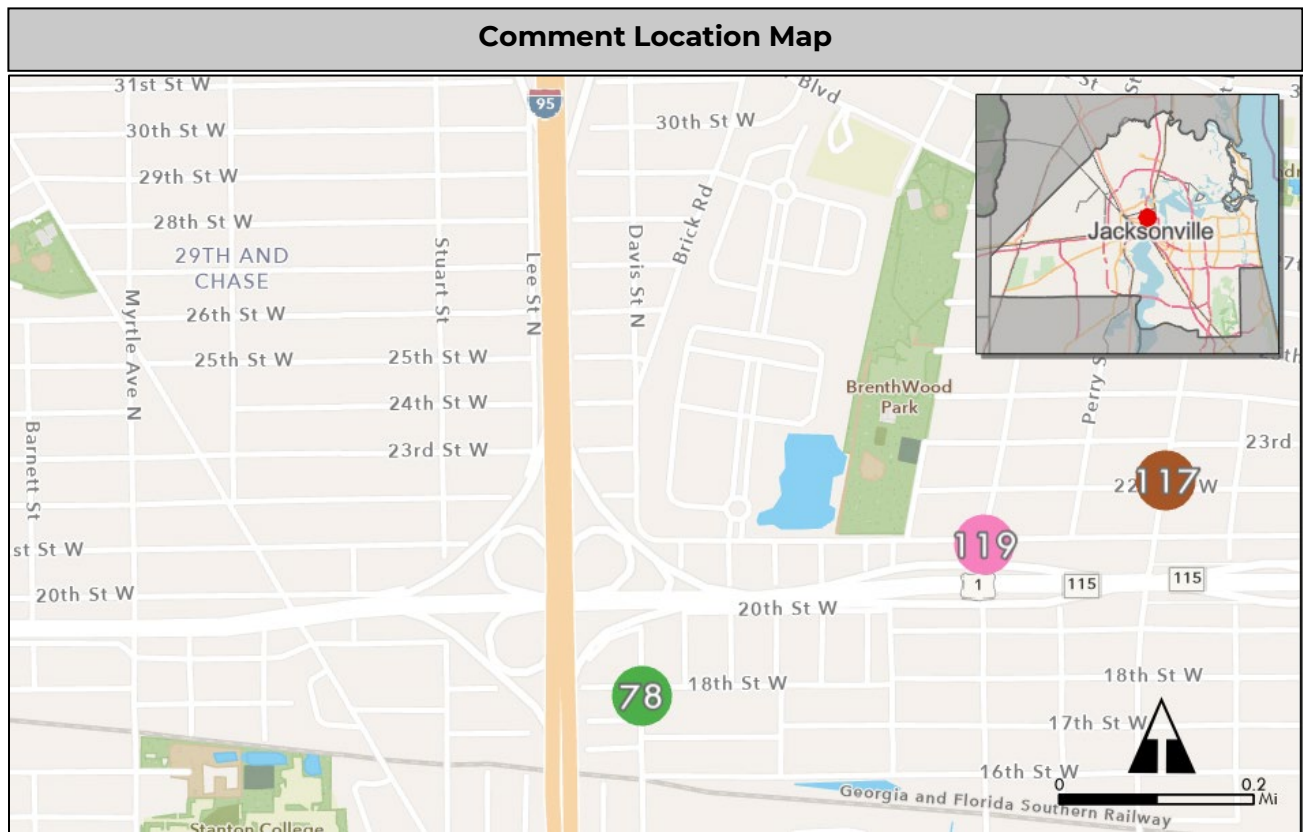 Comment Location Map
31st St W
30th St W
29th St W
28th St W
29TH AND
CHASE
26th St W
25th St W
25th St W
24th St W
23rd St W
Myrtle Ave N
Barnett St
Stuart St
Lee St N
95
Davis St N
Brick Rd
30th St W
Blvd
St
St
Jacksonville
BrenthWood
Park
Perry S
23rd
117
W
119
1
115
115
st St W
20th St W
20th St W
78
18th St W
18th St W
17th St W
16th St W
0
0.2
Mi
Georgia and Florida Southern Railway
Stanton College